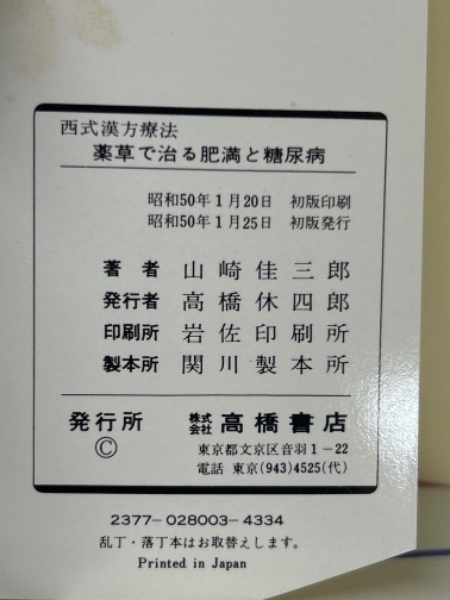 西式漢方療法
薬草で治る肥満と糖尿病
昭和50年1月20日 初版印刷
昭和50年1月25日 初版発行
著者 山崎佳三郎
発行者 高橋休四郎
印刷所 岩佐印刷所
製本所 関川製本所
発行所 株式会社 高橋書店
© 東京都文京区音羽1-22
電話 東京(943)4525(代)
2377-028003-4334
乱丁・落丁本はお取替えします。
Printed in Japan